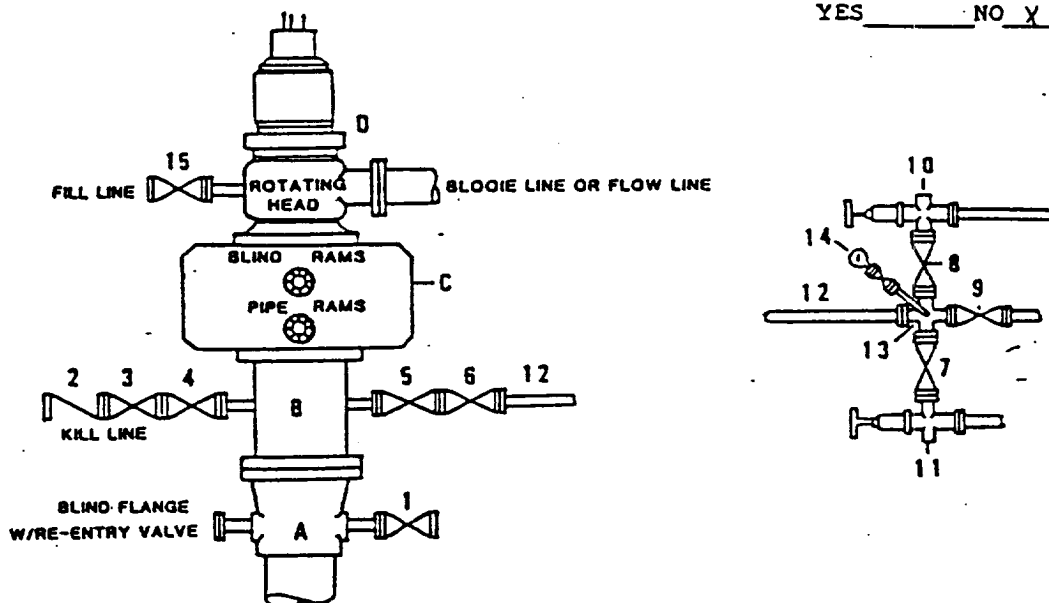 YES NO X
D
15
FILL LINE
ROTATING
HEAD
BLOOIE LINE OR FLOW LINE
BLIND RAMS
C
PIPE RAMS
2 3 4
B
5 6 12
KILL LINE
BLIND FLANGE
W/RE-ENTRY VALVE
A
1
10
14
8
12
9
13
7
11